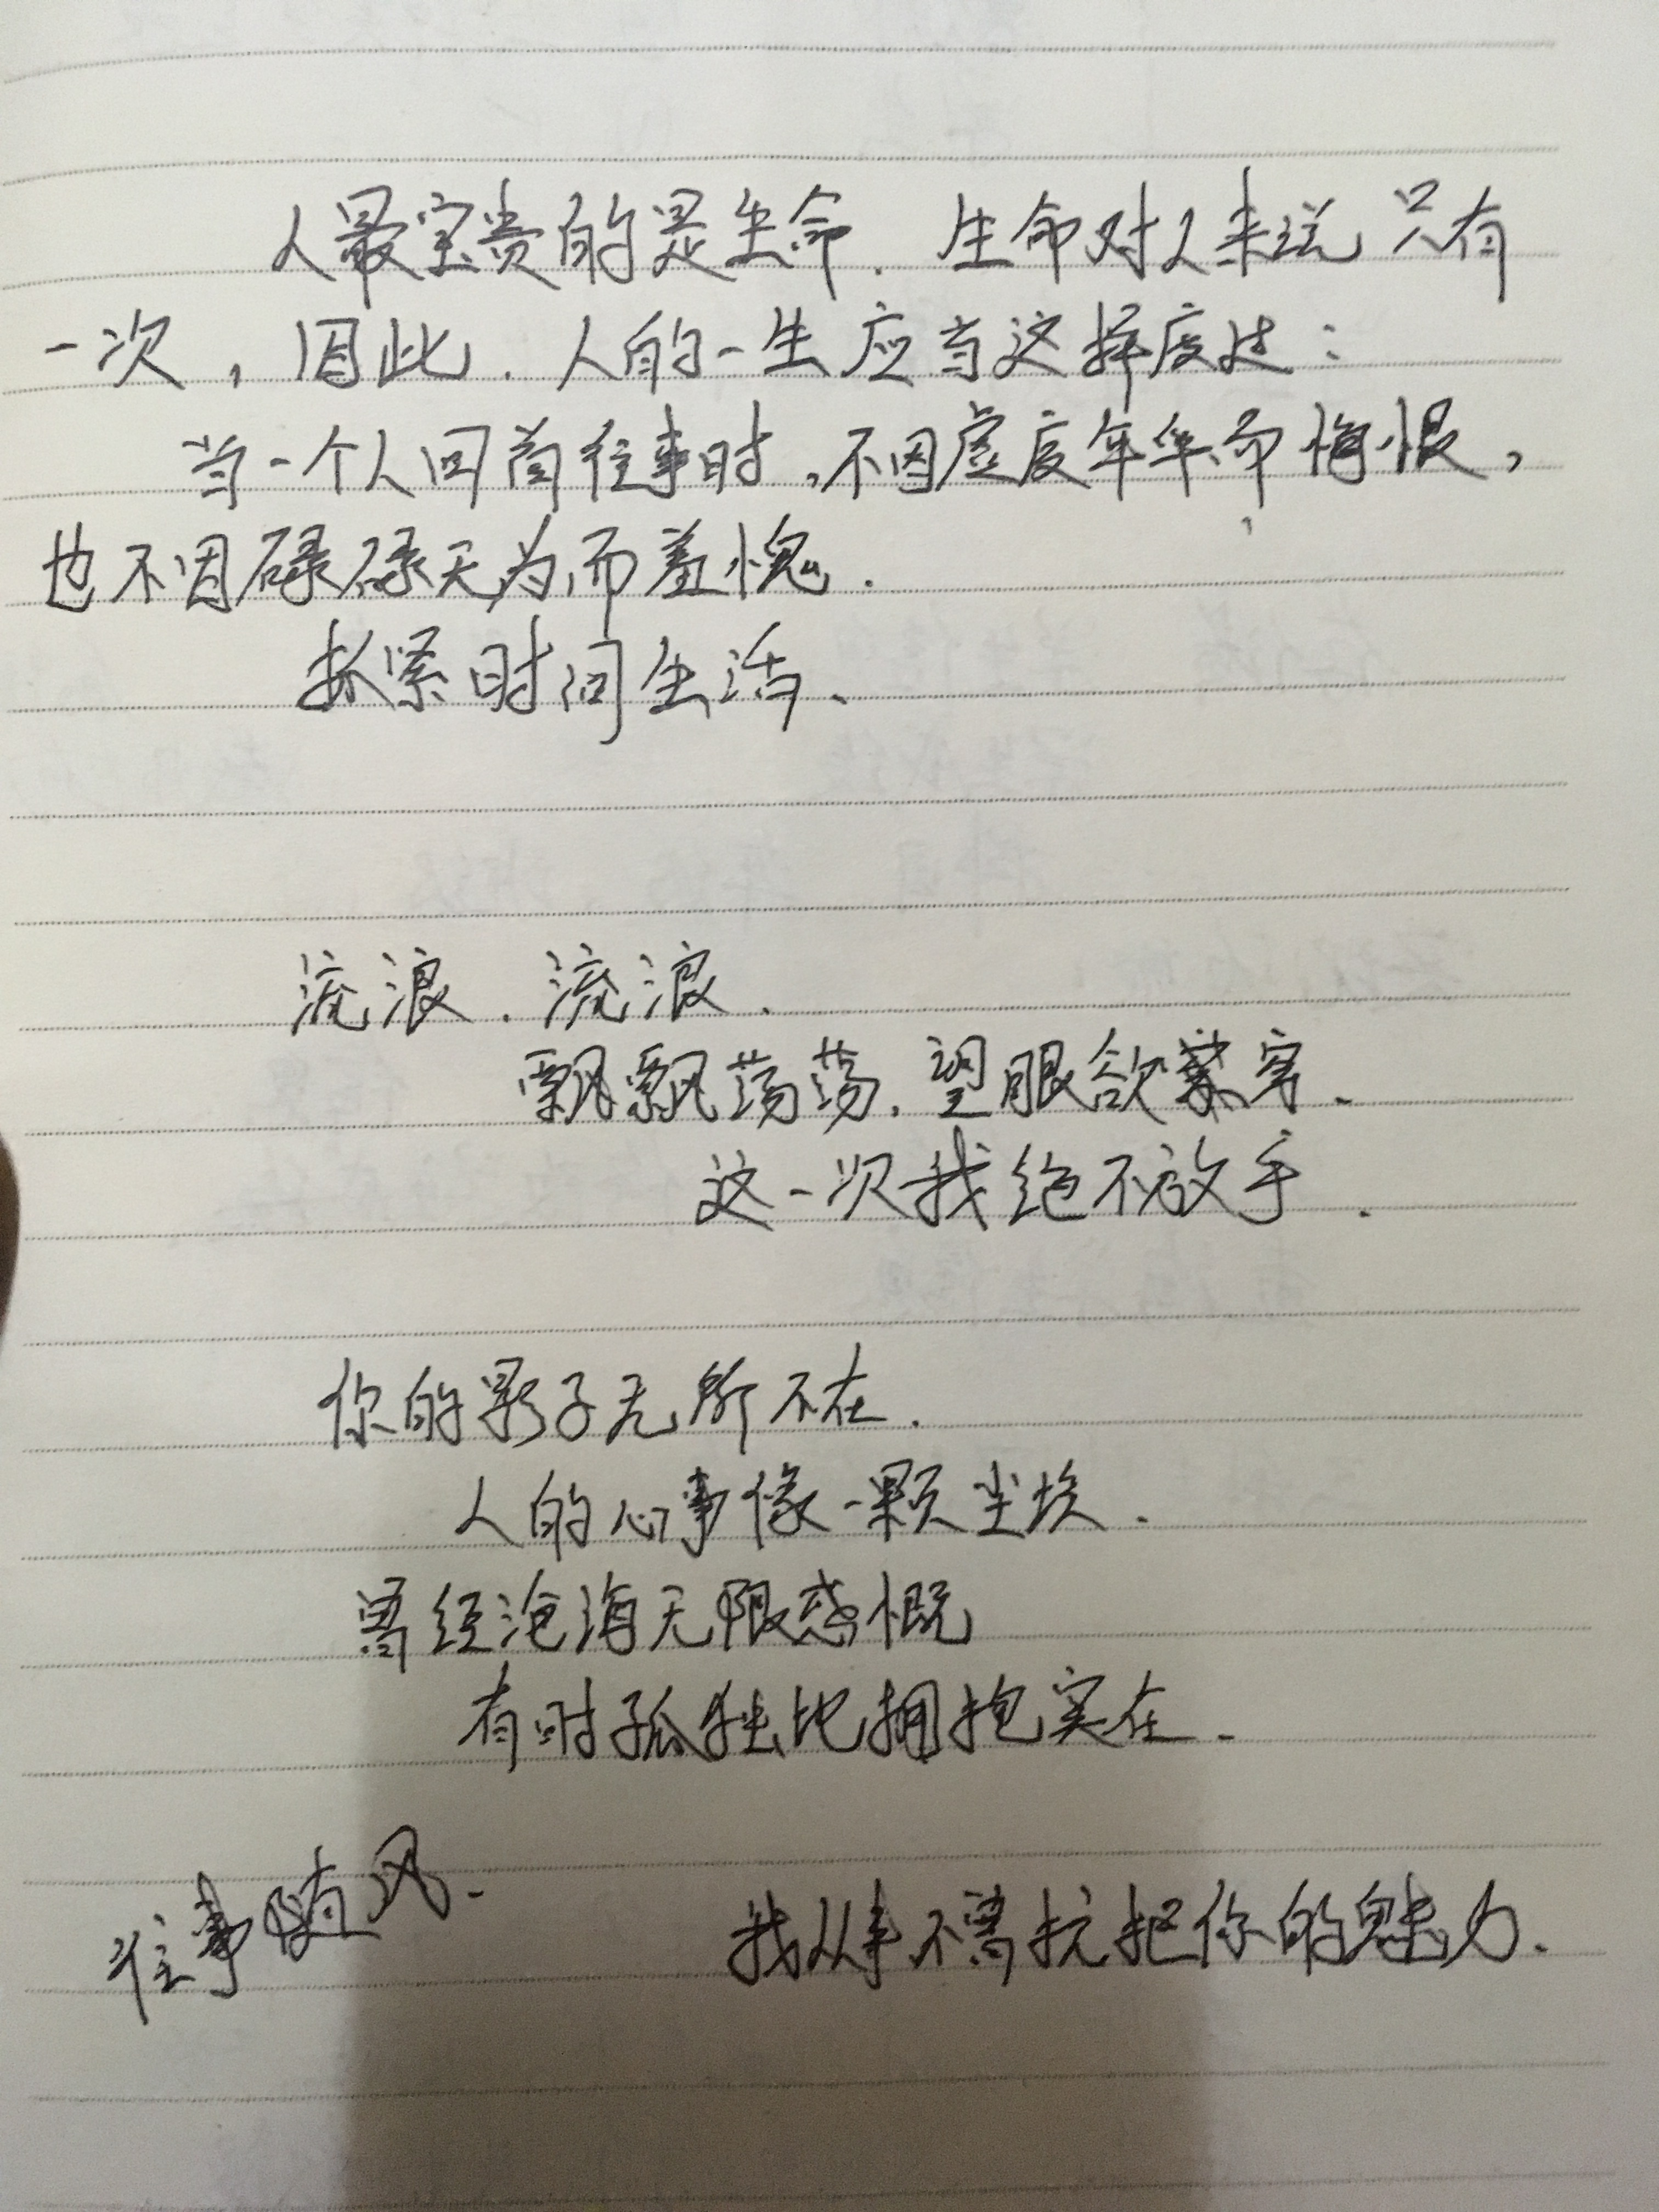 人最宝贵的是生命. 生命对人来说只有
一次, 因此. 人的一生应当这样度过:
当一个人回首往事时,不因虚度年华而悔恨,
也不因碌碌无为而羞愧.
抓紧时间生活、
流浪. 流浪.
飘飘荡荡. 望眼欲穿、
这一次我绝不放手.
你的影子无所不在.
人的心事像一颗尘埃.
曾经沧海无限感慨
有时孤独比拥抱实在.
往事随风.
我从来不曾抗拒你的魅力.